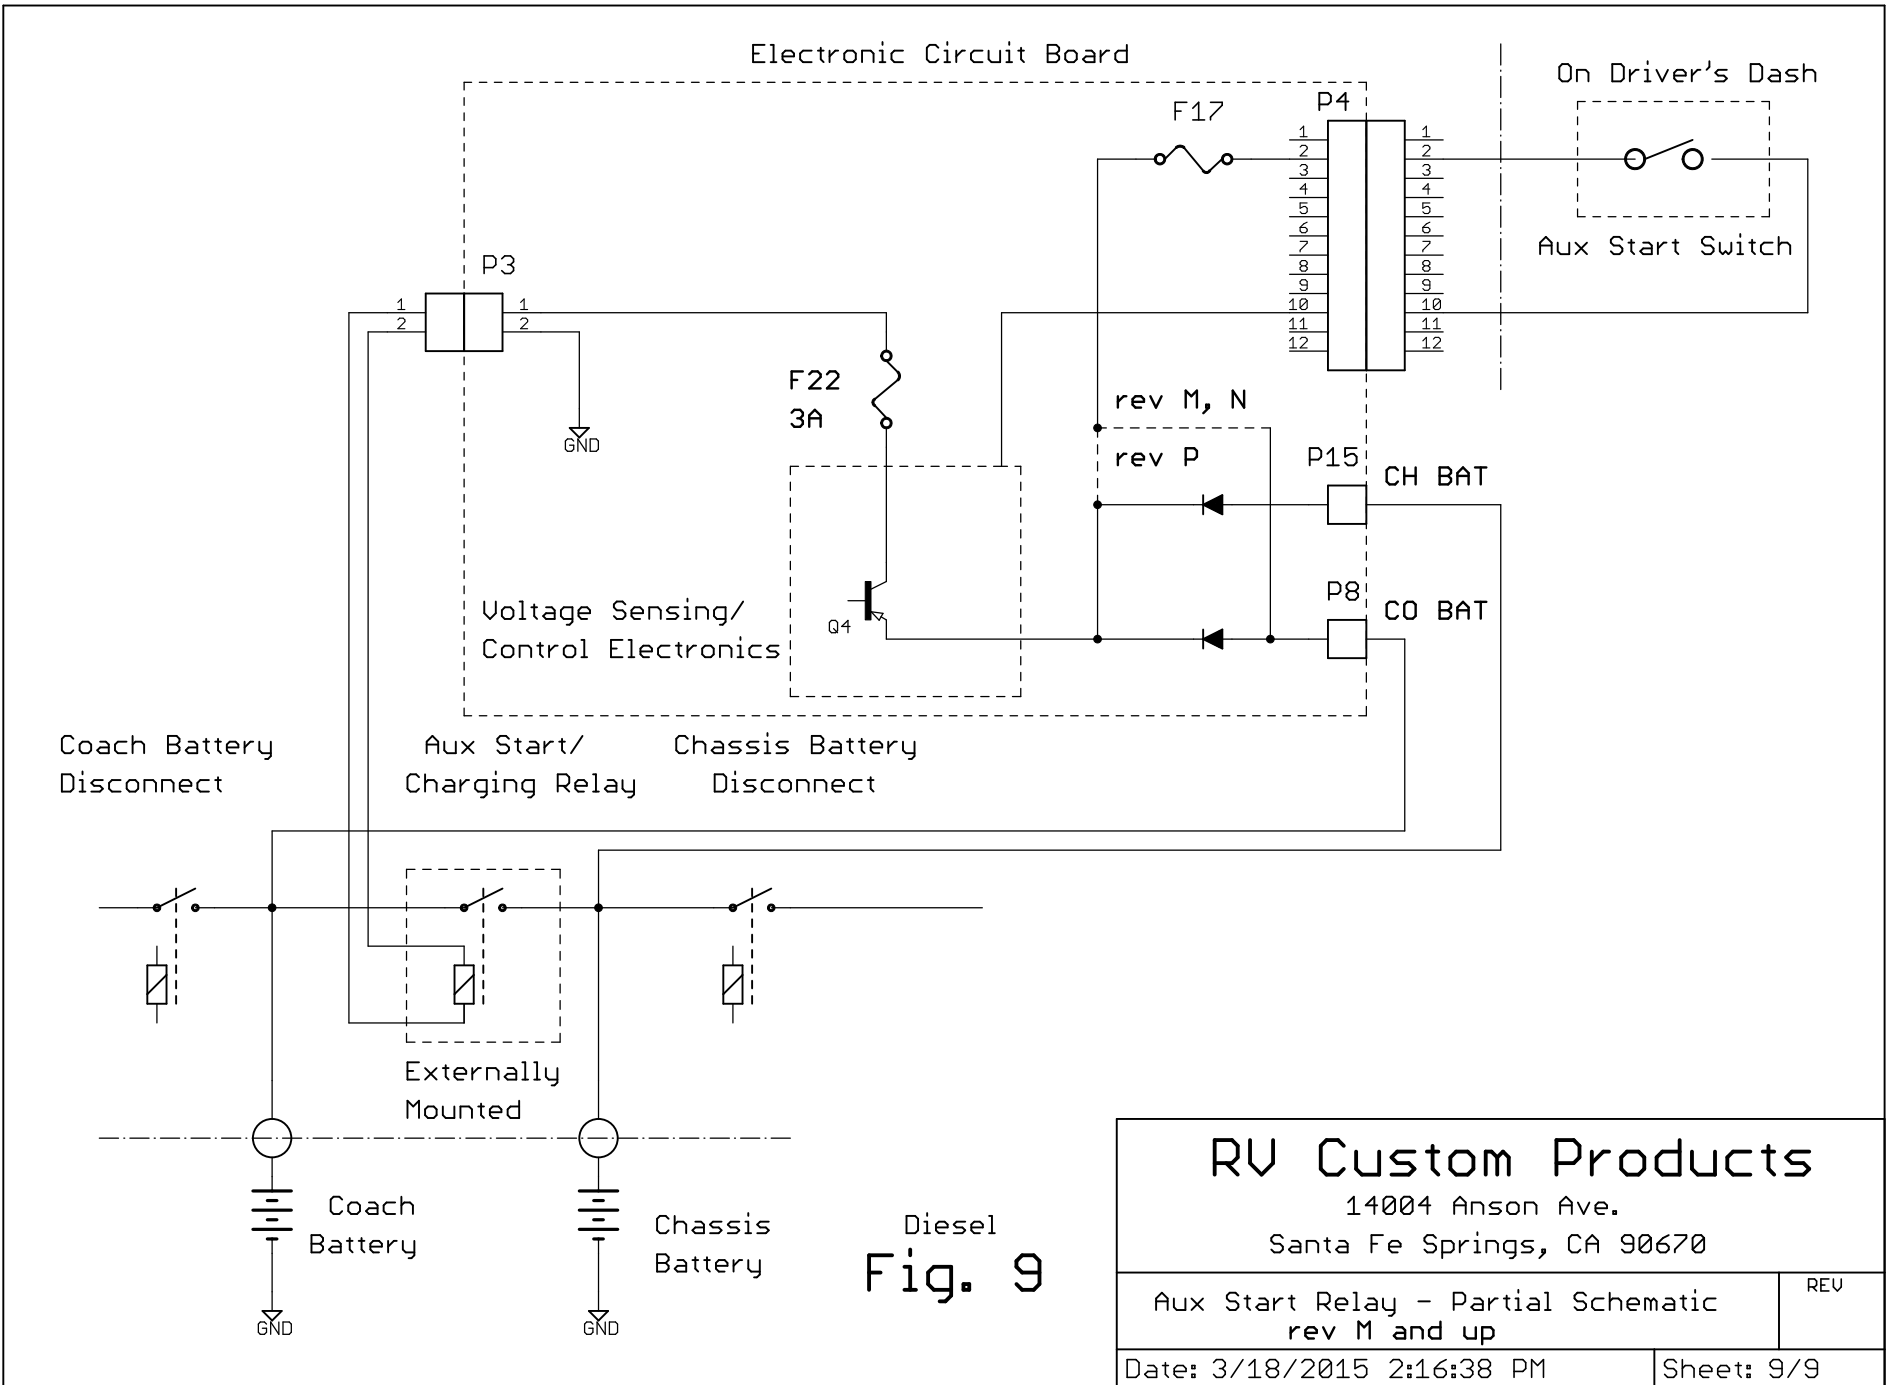 Electronic Circuit Board
On Driver's Dash
F17
P4
1
2
3
4
5
6
7
8
9
10
11
12
1
2
3
4
5
6
7
8
9
10
11
12
Aux Start Switch
P3
1
2
1
2
GND
F22
3A
rev M, N
rev P
P15
CH BAT
P8
CO BAT
Q4
Voltage Sensing/
Control Electronics
Coach Battery
Disconnect
Aux Start/
Charging Relay
Chassis Battery
Disconnect
Externally
Mounted
Coach
Battery
Chassis
Battery
GND
GND
Diesel
Fig. 9
RV Custom Products
14004 Anson Ave.
Santa Fe Springs, CA 90670
Aux Start Relay - Partial Schematic
rev M and up
REV
Date: 3/18/2015 2:16:38 PM
Sheet: 9/9